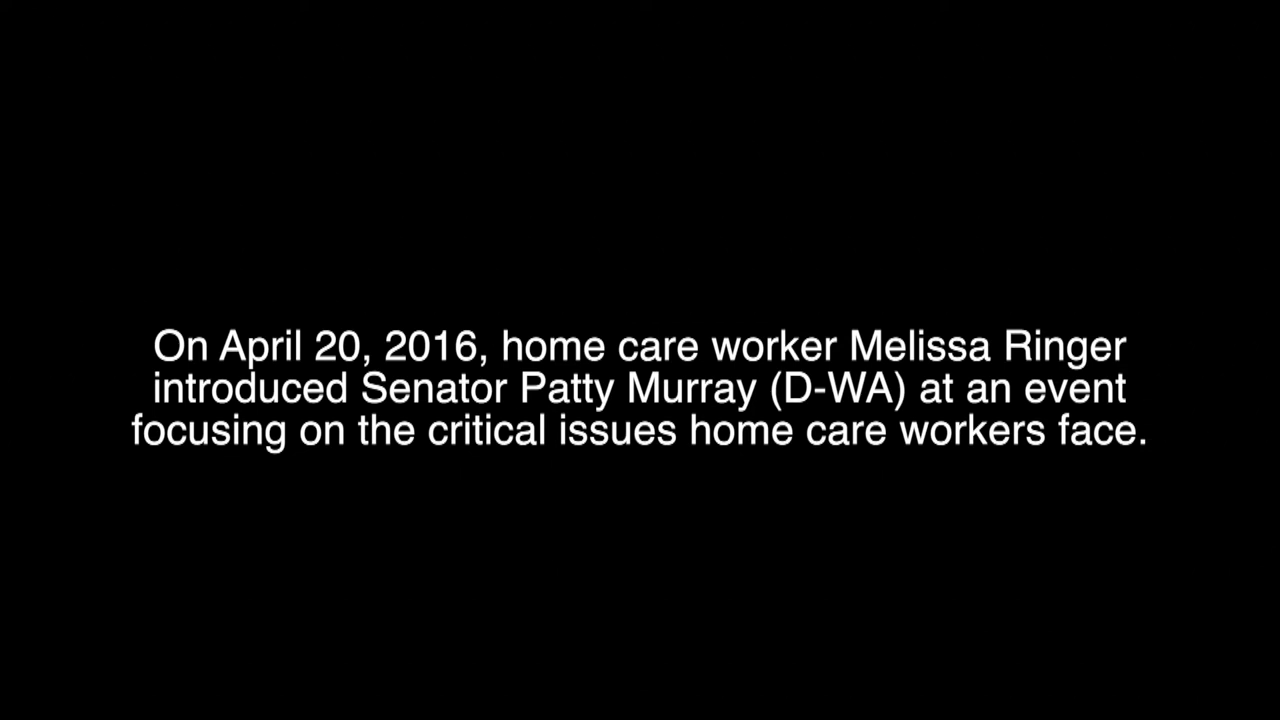 On April 20, 2016, home care worker Melissa Ringer
introduced Senator Patty Murray (D-WA) at an event
focusing on the critical issues home care workers face.